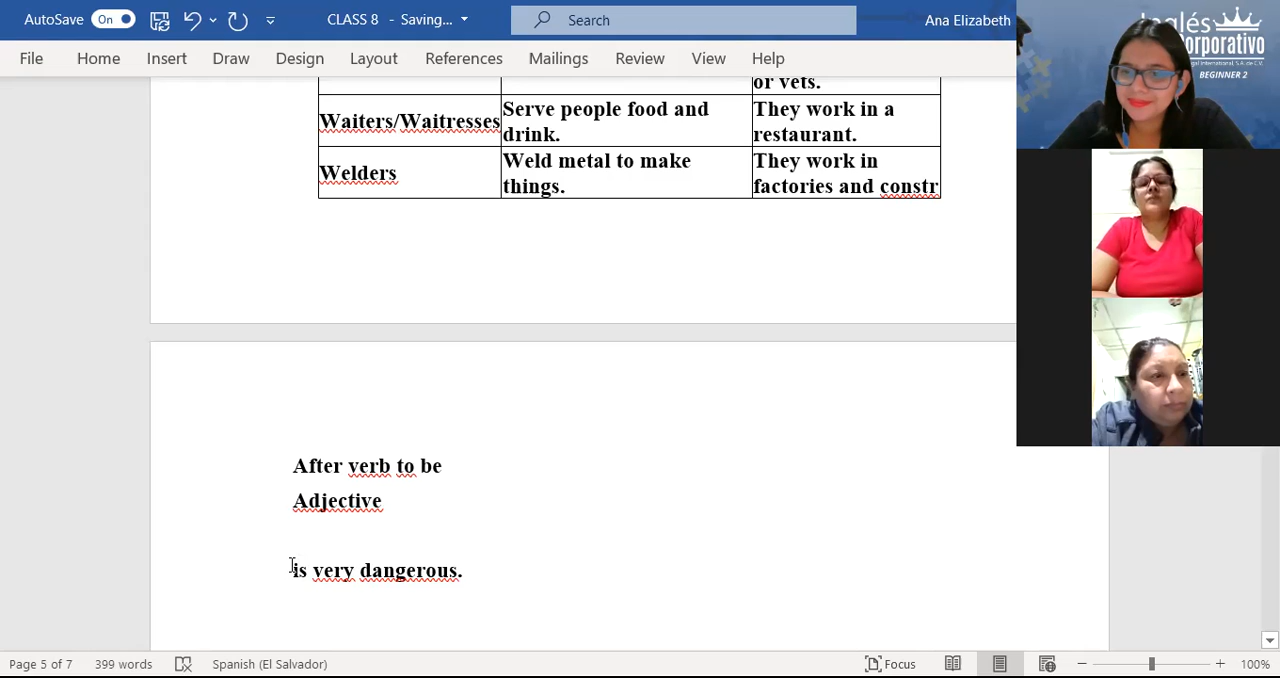 AutoSave On CLASS 8 - Saving... Search Ana Elizabeth
File Home Insert Draw Design Layout References Mailings Review View Help
Inglés
Corporativo
BEGINNER 2
or vets.
Waiters/Waitresses Serve people food and drink. They work in a restaurant.
Welders Weld metal to make things. They work in factories and constr
After verb to be
Adjective
is very dangerous.
Page 5 of 7 399 words Spanish (El Salvador) Focus 100%